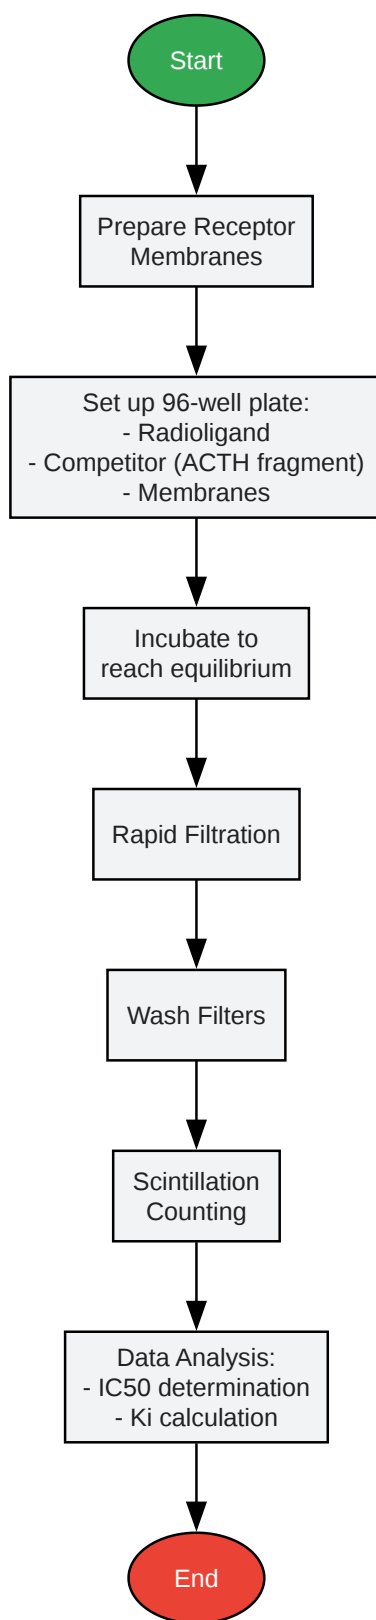 Start
Prepare Receptor
Membranes
Set up 96-well plate:
- Radioligand
- Competitor (ACTH fragment)
- Membranes
Incubate to
reach equilibrium
Rapid Filtration
Wash Filters
Scintillation
Counting
Data Analysis:
- IC50 determination
- Ki calculation
End